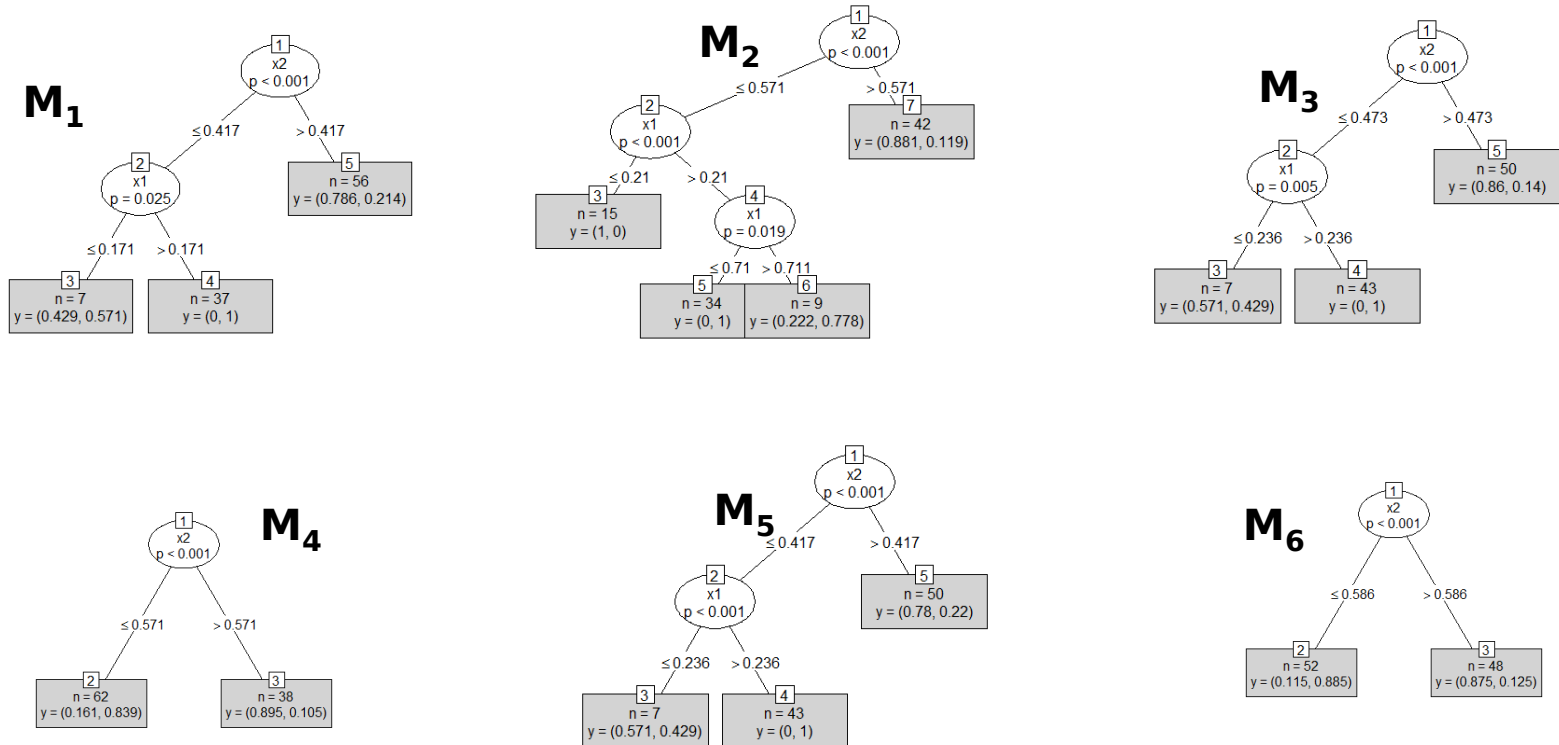 M1
1
x2
p < 0.001
≤ 0.417
> 0.417
2
x1
p = 0.025
5
n = 56
y = (0.786, 0.214)
≤ 0.171
> 0.171
3
n = 7
y = (0.429, 0.571)
4
n = 37
y = (0, 1)
M2
1
x2
p < 0.001
≤ 0.571
> 0.571
2
x1
p < 0.001
7
n = 42
y = (0.881, 0.119)
≤ 0.21
> 0.21
3
n = 15
y = (1, 0)
4
x1
p = 0.019
≤ 0.71
> 0.711
5
n = 34
y = (0, 1)
6
n = 9
y = (0.222, 0.778)
M3
1
x2
p < 0.001
≤ 0.473
> 0.473
2
x1
p = 0.005
5
n = 50
y = (0.86, 0.14)
≤ 0.236
> 0.236
3
n = 7
y = (0.571, 0.429)
4
n = 43
y = (0, 1)
M4
1
x2
p < 0.001
≤ 0.571
> 0.571
2
n = 62
y = (0.161, 0.839)
3
n = 38
y = (0.895, 0.105)
M5
1
x2
p < 0.001
≤ 0.417
> 0.417
2
x1
p < 0.001
5
n = 50
y = (0.78, 0.22)
≤ 0.236
> 0.236
3
n = 7
y = (0.571, 0.429)
4
n = 43
y = (0, 1)
M6
1
x2
p < 0.001
≤ 0.586
> 0.586
2
n = 52
y = (0.115, 0.885)
3
n = 48
y = (0.875, 0.125)